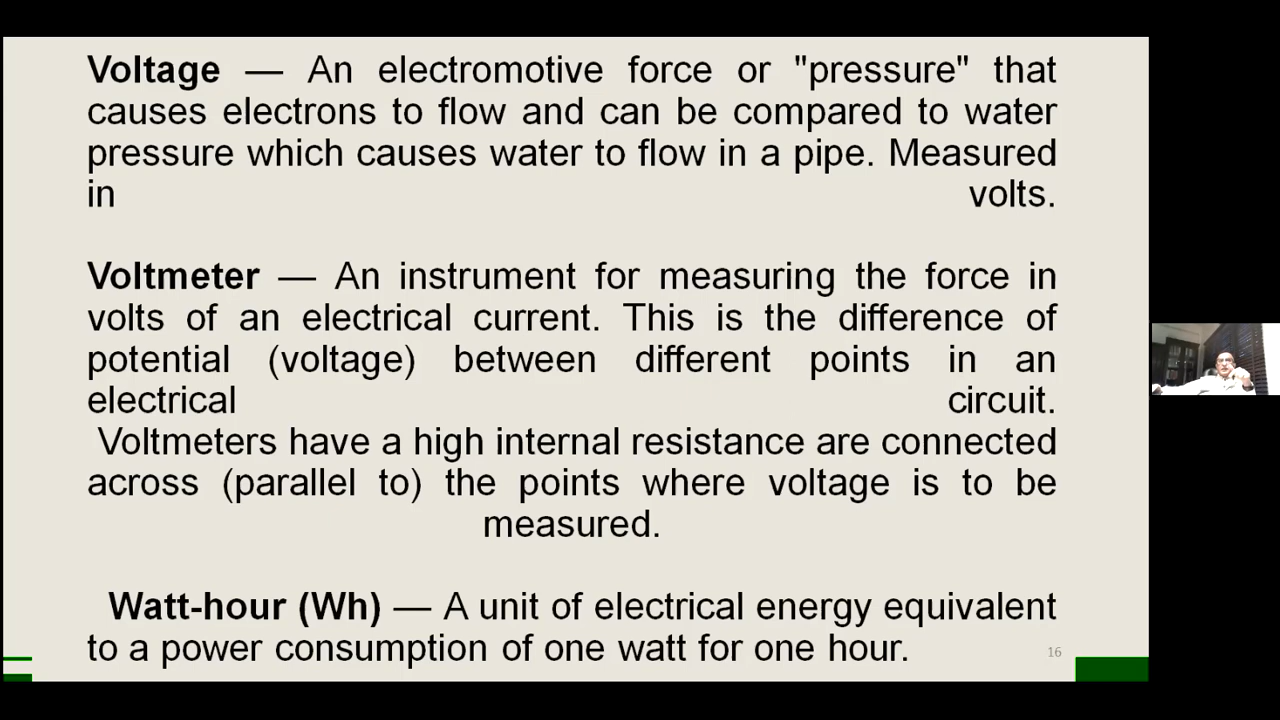 Voltage — An electromotive force or "pressure" that
causes electrons to flow and can be compared to water
pressure which causes water to flow in a pipe. Measured
in volts.
Voltmeter — An instrument for measuring the force in
volts of an electrical current. This is the difference of
potential (voltage) between different points in an
electrical circuit.
Voltmeters have a high internal resistance are connected
across (parallel to) the points where voltage is to be
measured.
Watt-hour (Wh) — A unit of electrical energy equivalent
to a power consumption of one watt for one hour.
16